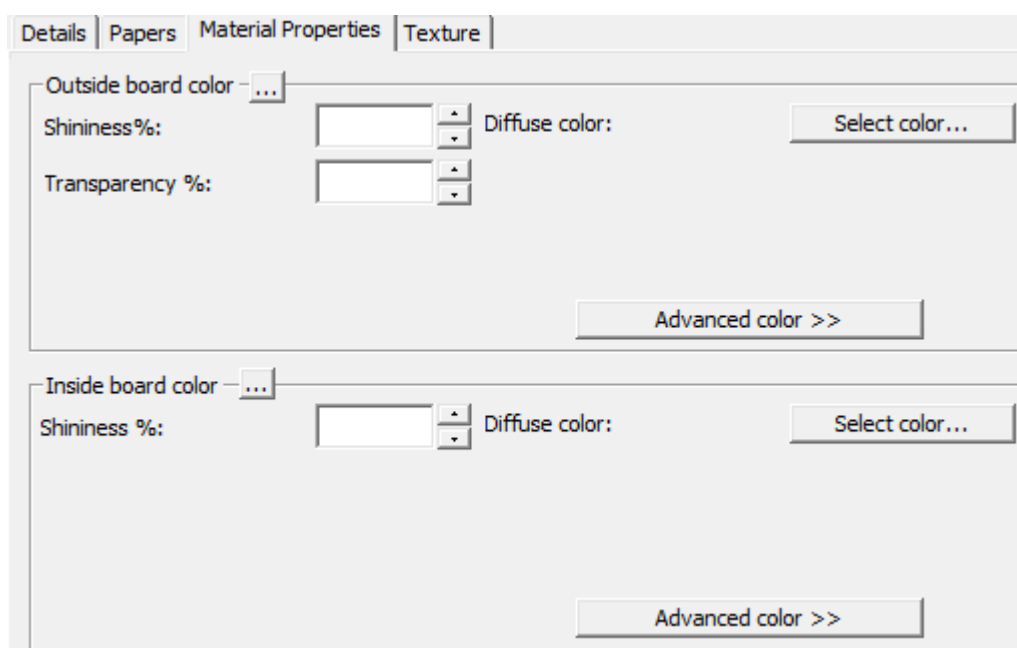 Details Papers Material Properties Texture
Outside board color ...
Shininess%: Diffuse color: Select color...
Transparency %:
Advanced color >>
Inside board color ...
Shininess %: Diffuse color: Select color...
Advanced color >>